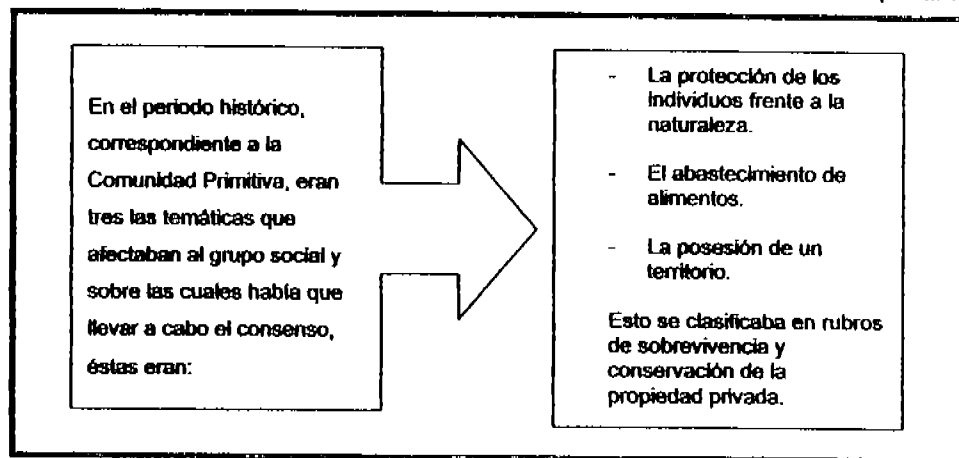 En el periodo histórico,
correspondiente a la
Comunidad Primitiva, eran
tres las temáticas que
afectaban al grupo social y
sobre las cuales había que
llevar a cabo el consenso,
éstas eran:
- La protección de los
individuos frente a la
naturaleza.
- El abastecimiento de
alimentos.
- La posesión de un
territorio.
Esto se clasificaba en rubros
de sobrevivencia y
conservación de la
propiedad privada.